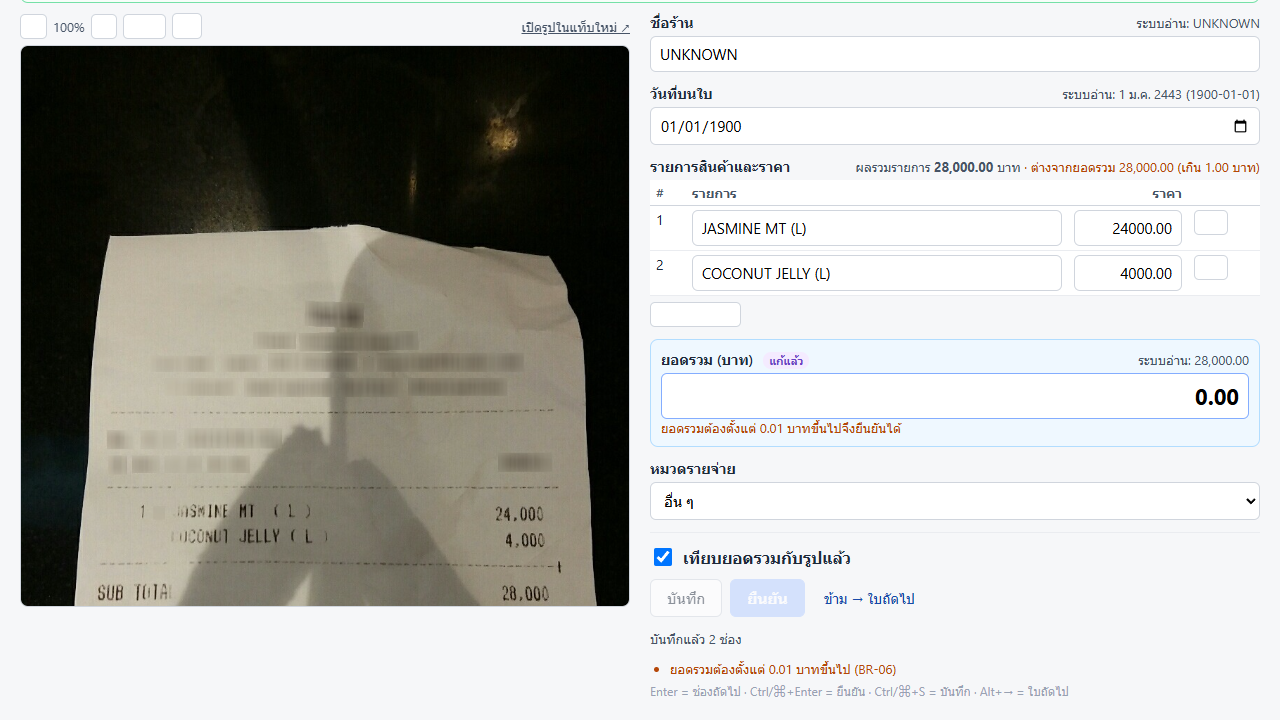 100%
เปิดรูปในแท็บใหม่ ↗
JASMINE MT ( L ) 24,000
COCONUT JELLY ( L ) 4,000
SUB TOTAL 28,000
ชื่อร้าน ระบบอ่าน: UNKNOWN
UNKNOWN
วันที่บนใบ ระบบอ่าน: 1 ม.ค. 2443 (1900-01-01)
01/01/1900
รายการสินค้าและราคา ผลรวมรายการ 28,000.00 บาท · ต่างจากยอดรวม 28,000.00 (เกิน 1.00 บาท)
# รายการ ราคา
1 JASMINE MT (L) 24000.00
2 COCONUT JELLY (L) 4000.00
ยอดรวม (บาท) แก้แล้ว ระบบอ่าน: 28,000.00
0.00
ยอดรวมต้องตั้งแต่ 0.01 บาทขึ้นไปจึงยืนยันได้
หมวดรายจ่าย
อื่น ๆ
เทียบยอดรวมกับรูปแล้ว
บันทึก ยืนยัน ข้าม → ใบถัดไป
บันทึกแล้ว 2 ช่อง
ยอดรวมต้องตั้งแต่ 0.01 บาทขึ้นไป (BR-06)
Enter = ช่องถัดไป · Ctrl/⌘+Enter = ยืนยัน · Ctrl/⌘+S = บันทึก · Alt+→ = ใบถัดไป